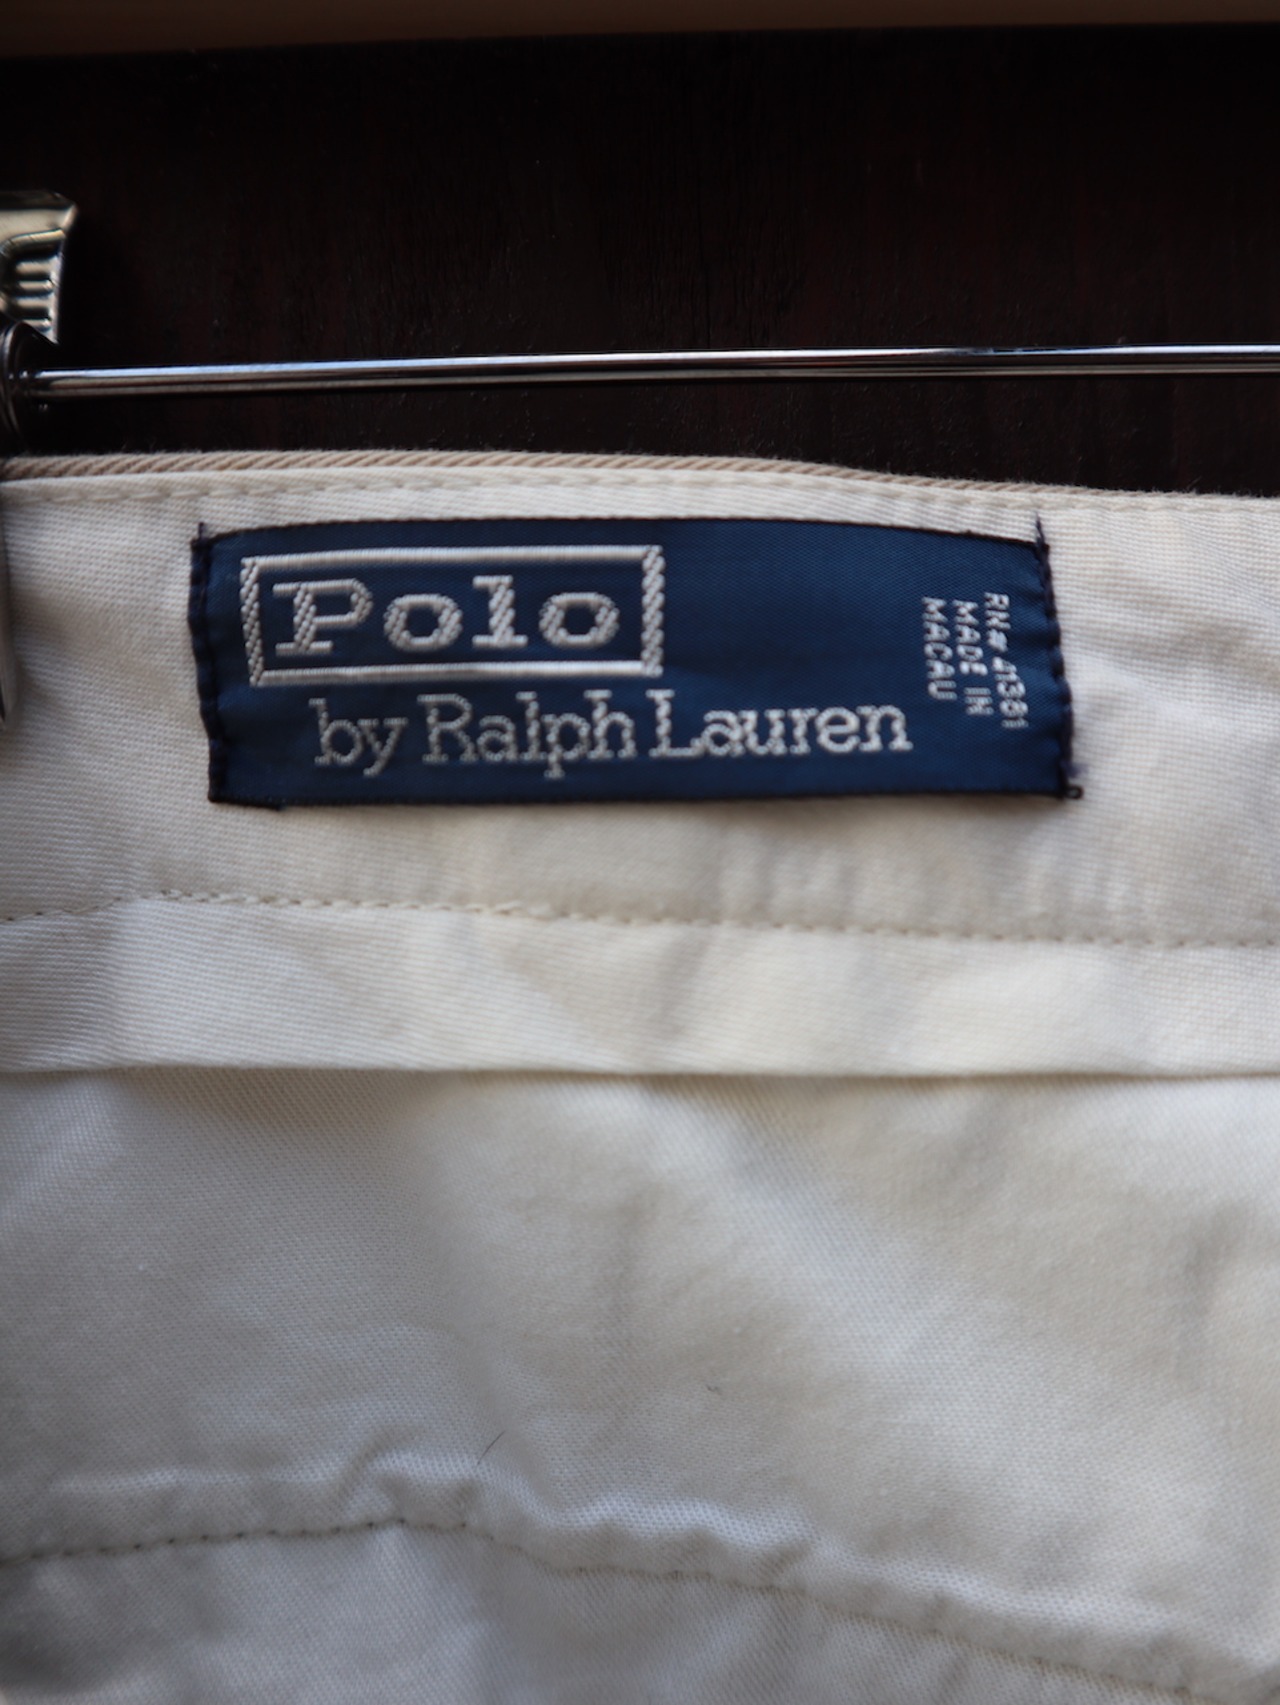 Polo
by Ralph Lauren
RN# 41381
MADE IN
MACAU